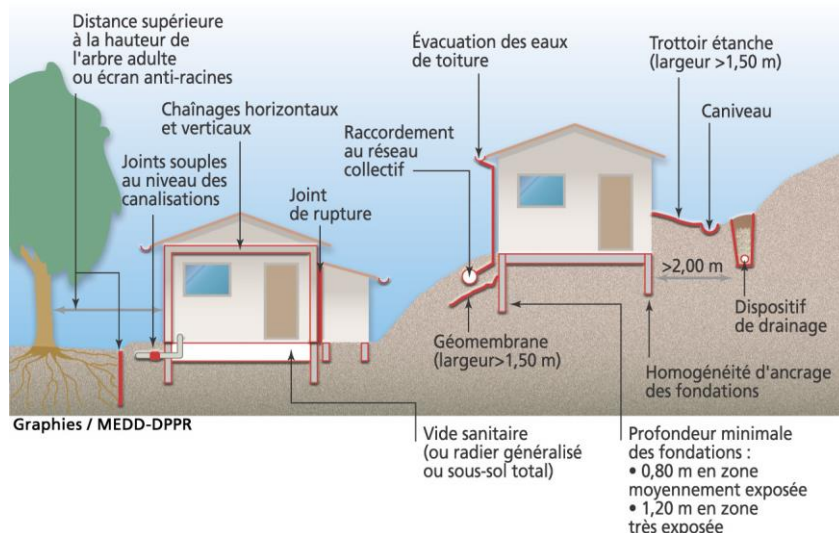 Distance supérieure
à la hauteur de
l'arbre adulte
ou écran anti-racines
Chaînages horizontaux
et verticaux
Joints souples
au niveau des
canalisations
Joint
de rupture
Évacuation des eaux
de toiture
Raccordement
au réseau
collectif
Trottoir étanche
(largeur >1,50 m)
Caniveau
>2,00 m
Dispositif
de drainage
Géomembrane
(largeur>1,50 m)
Homogénéité d'ancrage
des fondations
Graphies / MEDD-DPPR
Vide sanitaire
(ou radier généralisé
ou sous-sol total)
Profondeur minimale
des fondations :
• 0,80 m en zone
moyennement exposée
• 1,20 m en zone
très exposée